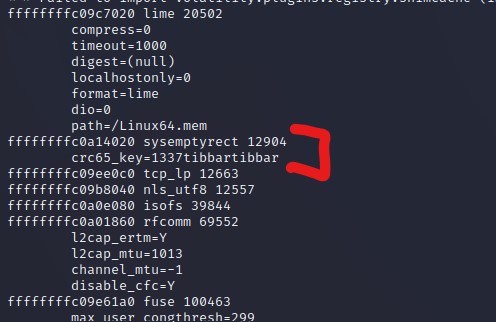 ffffffffc09c7020 lime 20502
compress=0
timeout=1000
digest=(null)
localhostonly=0
format=lime
dio=0
path=/Linux64.mem
ffffffffc0a14020 sysemptyrect 12904
crc65_key=1337tibbartibbar
ffffffffc09ee0c0 tcp_lp 12663
ffffffffc09b8040 nls_utf8 12557
ffffffffc0a0e080 isofs 39844
ffffffffc0a01860 rfcomm 69552
l2cap_ertm=Y
l2cap_mtu=1013
channel_mtu=-1
disable_cfc=Y
ffffffffc09e61a0 fuse 100463
max_user_congthresh=299